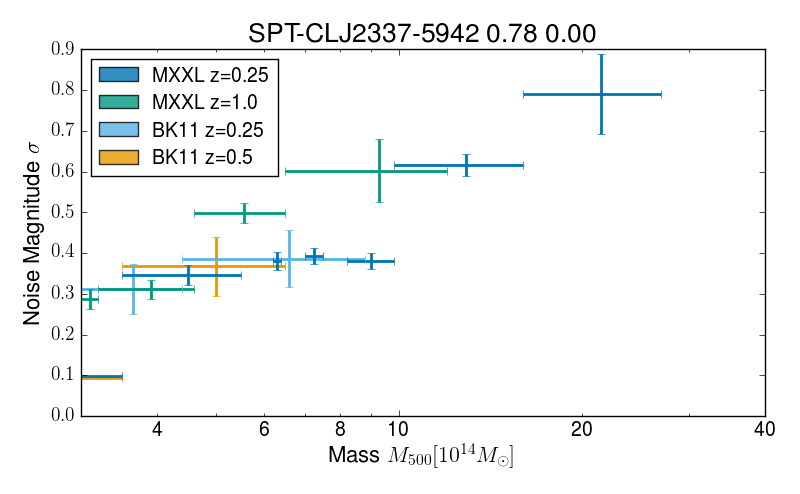 SPT-CLJ2337-5942 0.78 0.00
0.9
0.8
0.7
0.6
0.5
0.4
0.3
0.2
0.1
0.0
Noise Magnitude σ
MXXL z=0.25
MXXL z=1.0
BK11 z=0.25
BK11 z=0.5
4 6 8 10 20 40
Mass M₅₀₀[10¹⁴M☉]